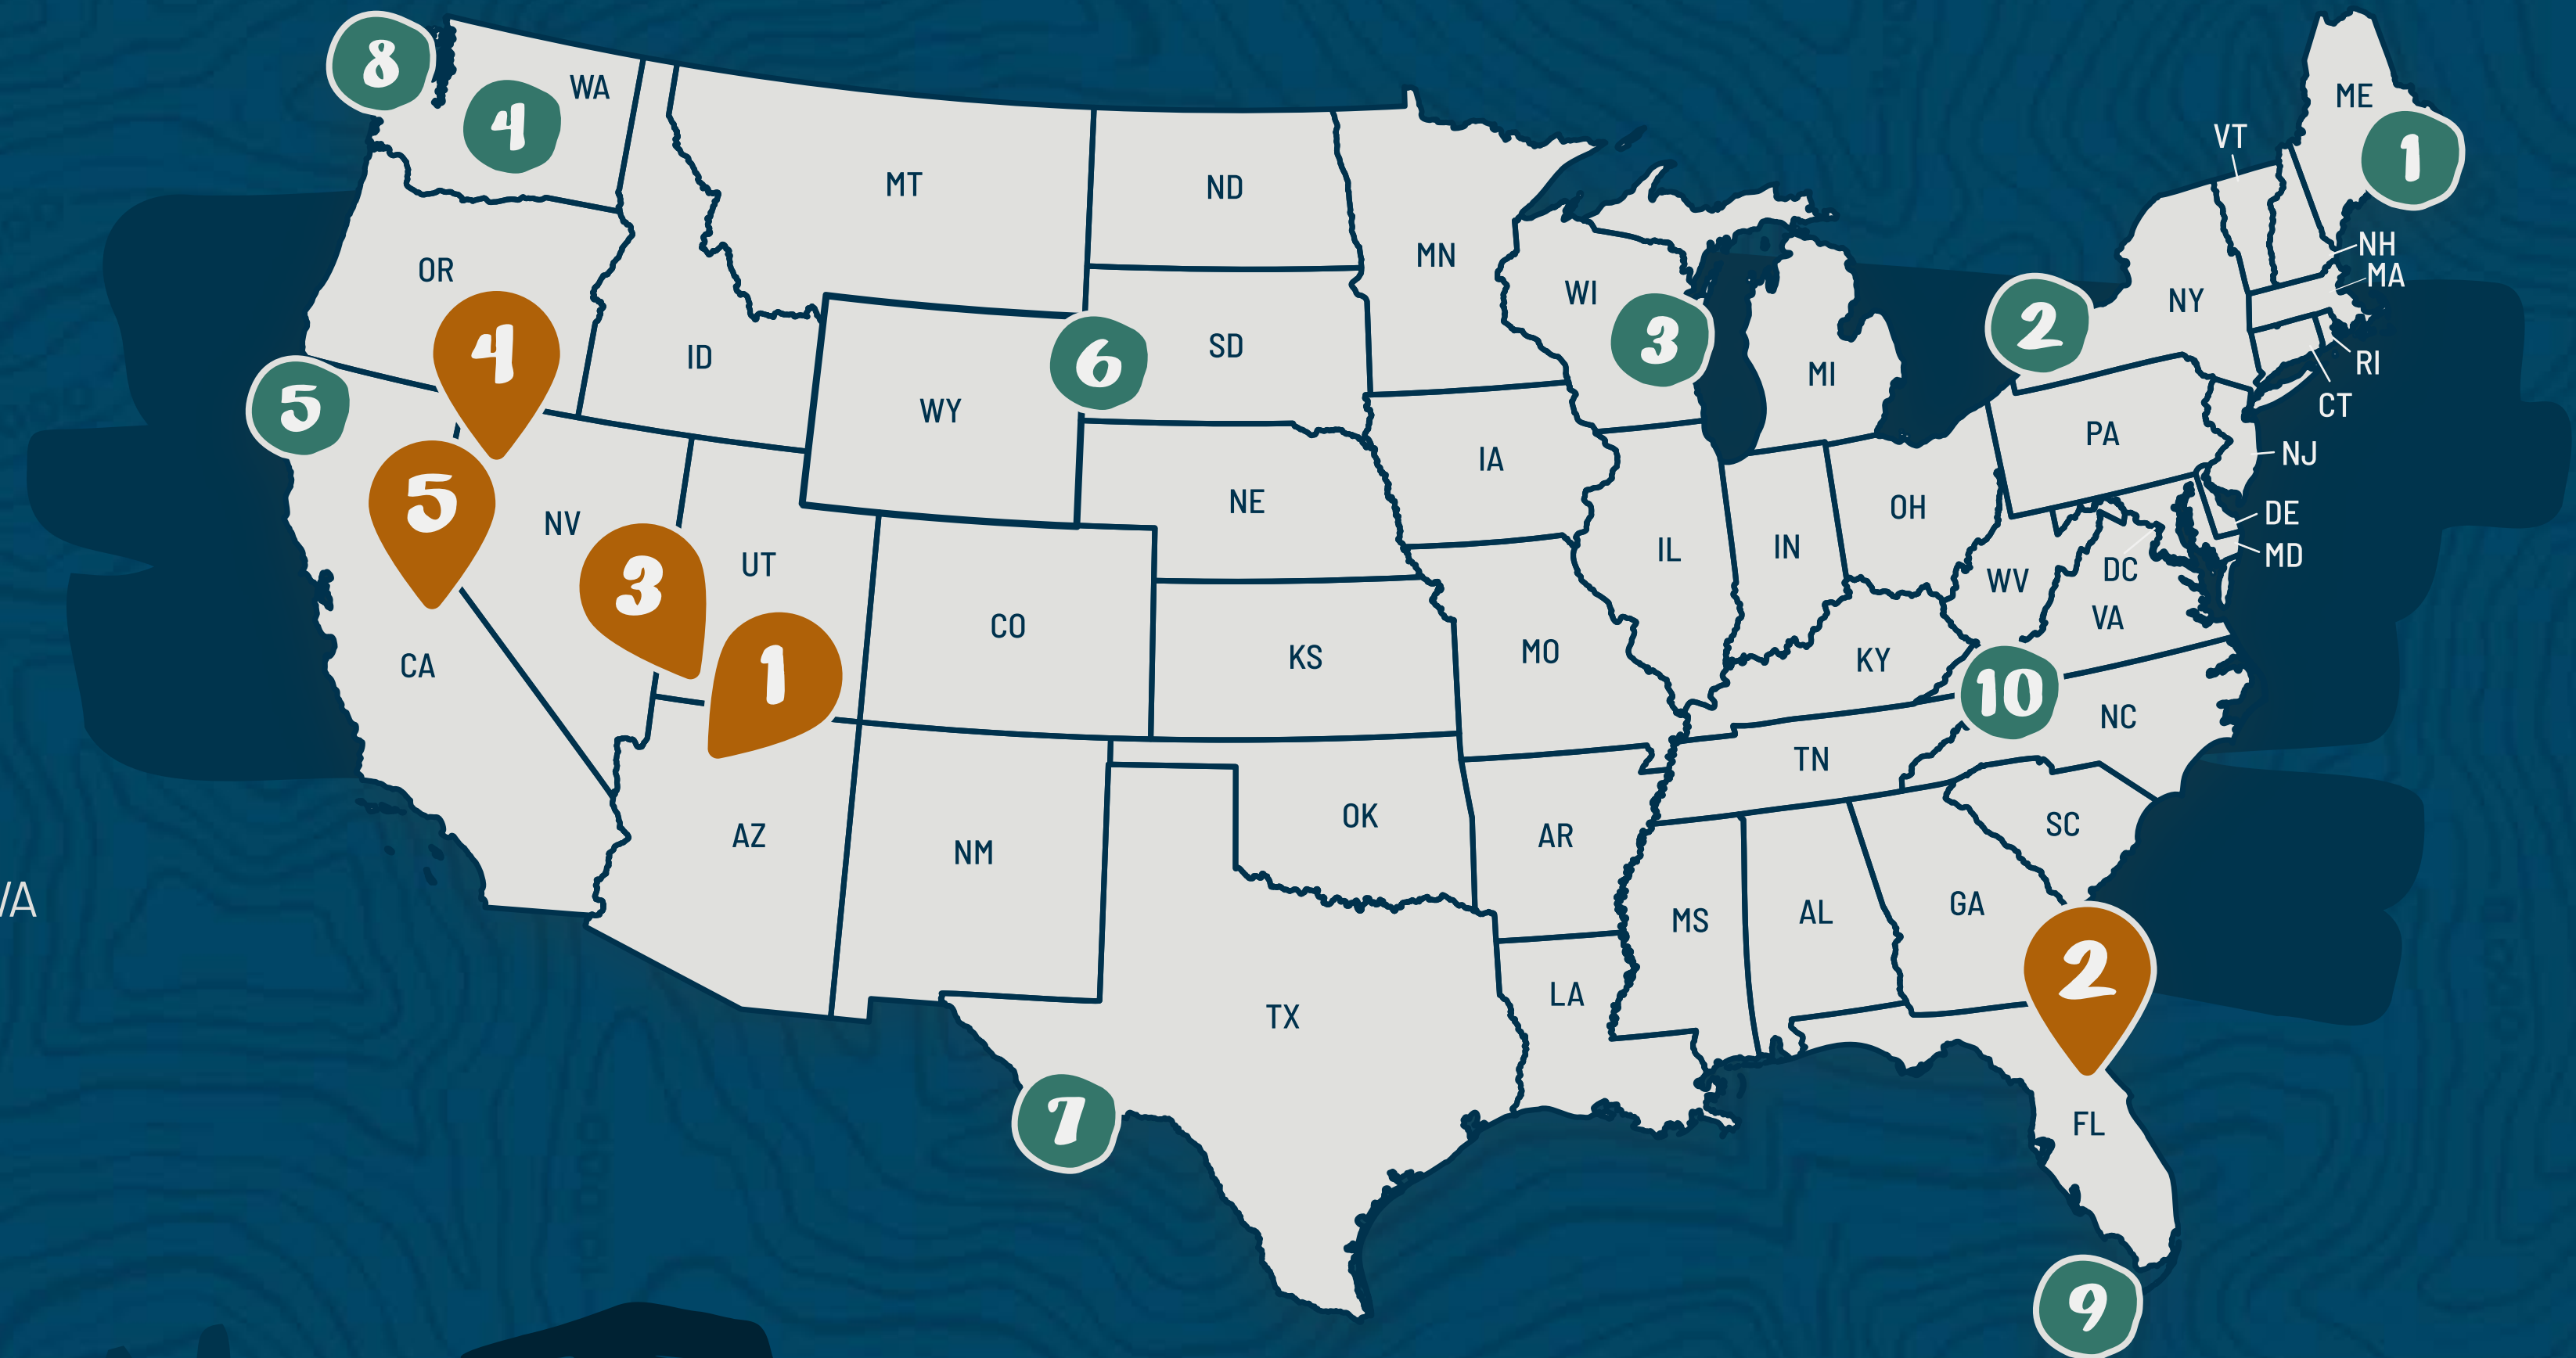 8
WA
4
ME
1
VT
MT
ND
OR
MN
NH
MA
WI
NY
2
3
4
ID
6
SD
MI
RI
5
WY
CT
PA
NJ
5
NV
NE
IA
OH
DE
3
UT
IL
IN
DC
MD
WV
CA
1
CO
KS
MO
KY
VA
10
NC
TN
AZ
NM
OK
AR
SC
/A
MS
AL
GA
2
TX
LA
7
FL
9